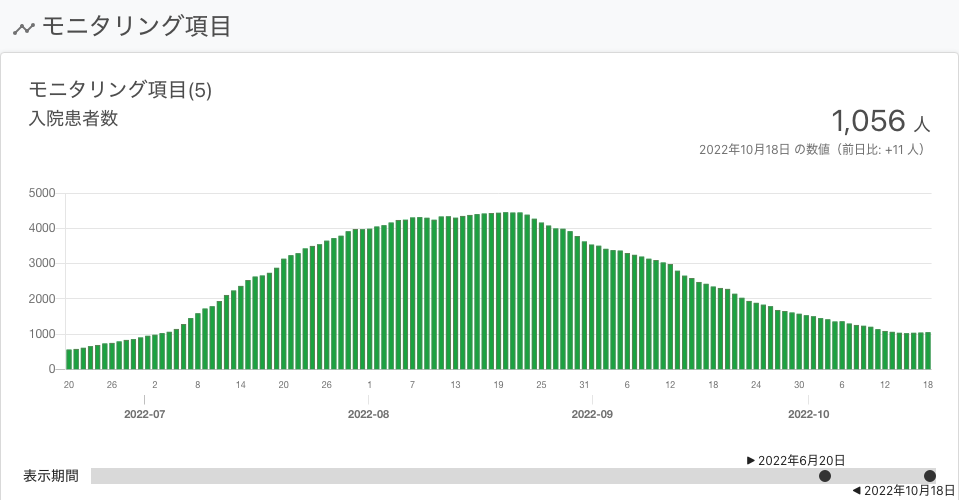 モニタリング項目
モニタリング項目(5)
入院患者数
1,056 人
2022年10月18日 の数値（前日比: +11 人）
5000
4000
3000
2000
1000
0
20 26 2 8 14 20 26 1 7 13 19 25 31 6 12 18 24 30 6 12 18
2022-07 2022-08 2022-09 2022-10
▶ 2022年6月20日
表示期間
◀ 2022年10月18日